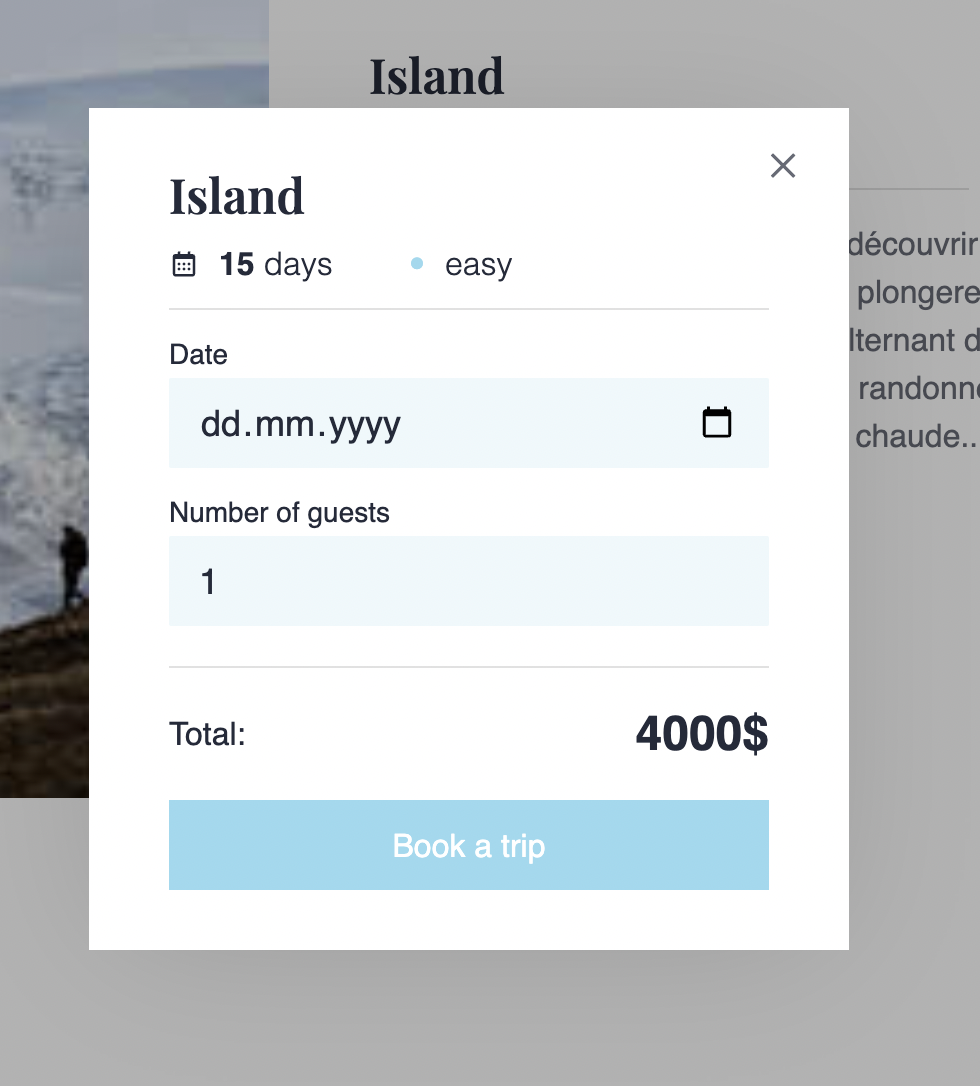 Island
Island
15 days
easy
Date
dd.mm.yyyy
Number of guests
1
Total:
4000$
Book a trip
découvrir
plongere
lternant d
randonn
chaude..